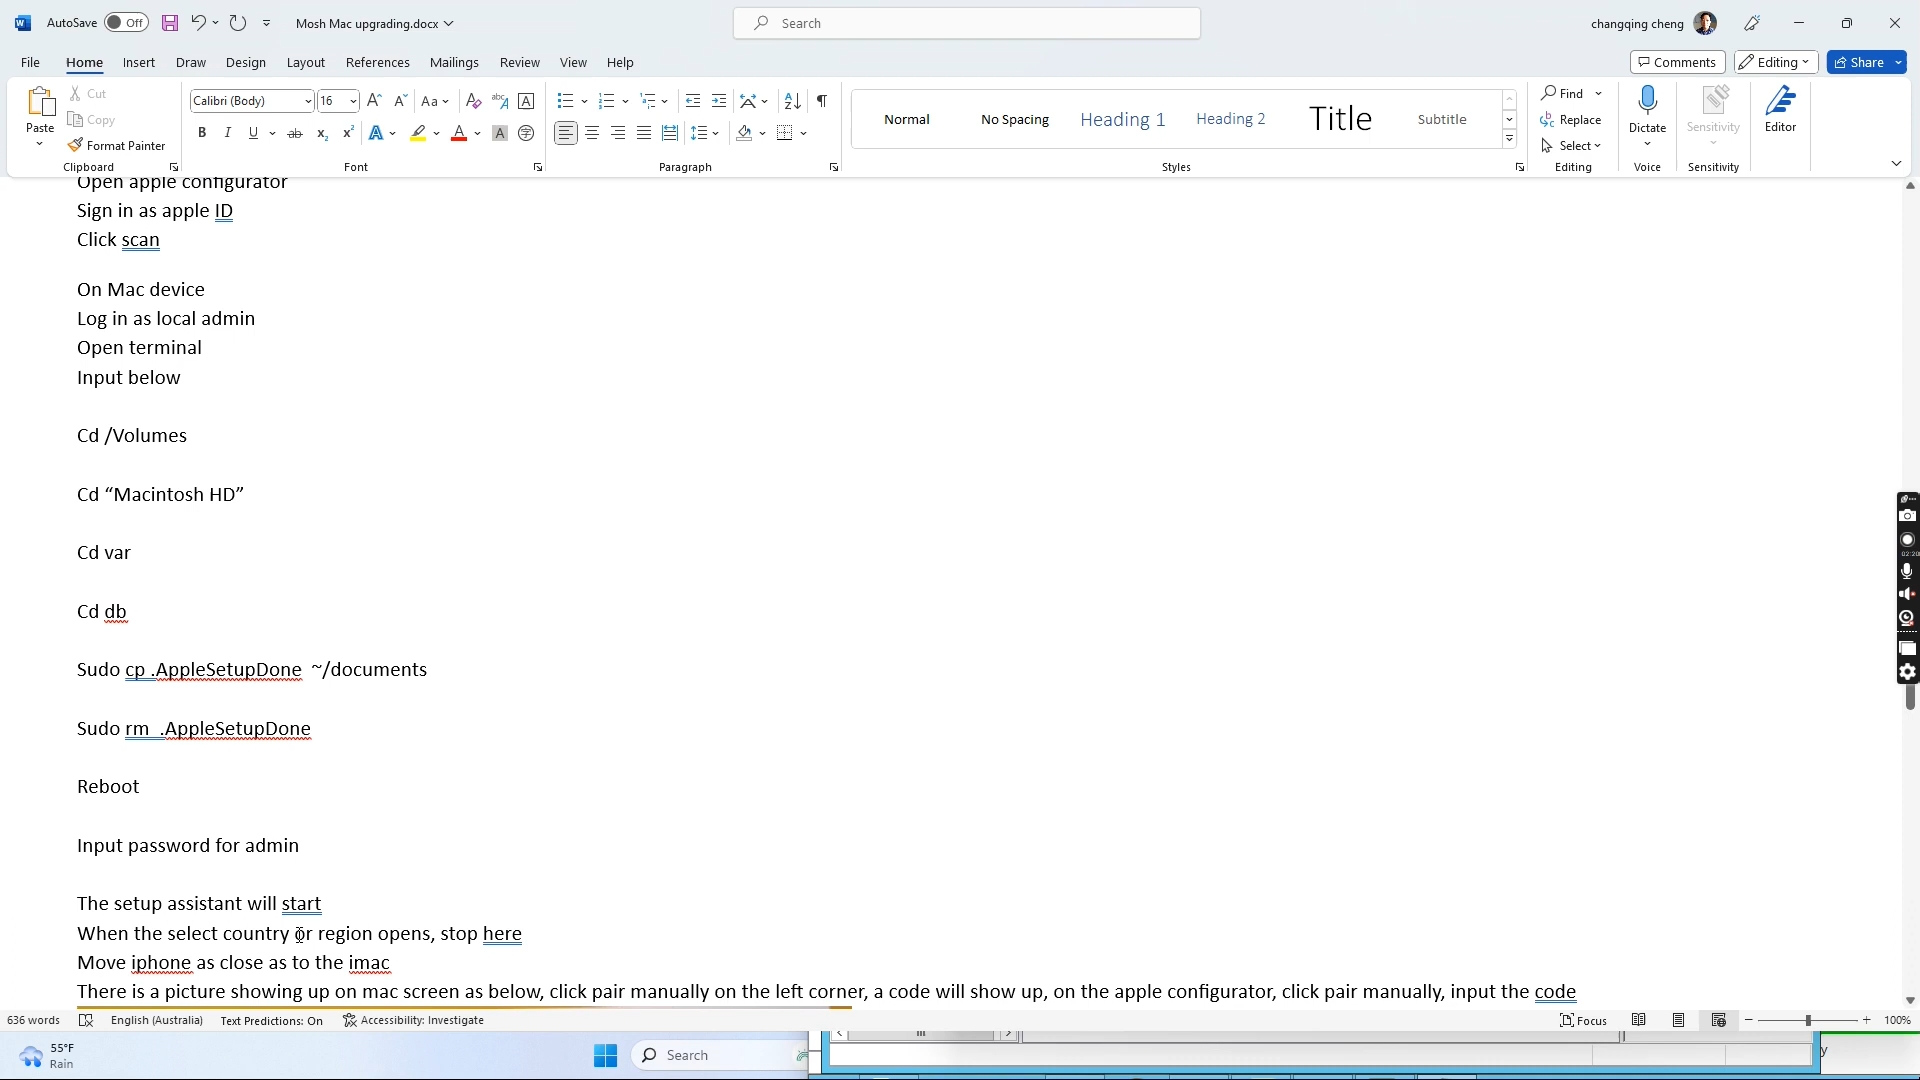 AutoSave Off Mosh Mac upgrading.docx Search changqing cheng
File Home Insert Draw Design Layout References Mailings Review View Help Comments Editing Share
Paste Cut Copy Format Painter Clipboard
Calibri (Body) 16 Aa A B I U ab x₂ x² A A A Font
Paragraph
Normal No Spacing Heading 1 Heading 2 Title Subtitle Styles
Find Replace Select Editing
Dictate Voice
Sensitivity Sensitivity
Editor
Open apple configurator
Sign in as apple ID
Click scan
On Mac device
Log in as local admin
Open terminal
Input below
Cd /Volumes
Cd “Macintosh HD”
Cd var
Cd db
Sudo cp .AppleSetupDone  ~/documents
Sudo rm  .AppleSetupDone
Reboot
Input password for admin
The setup assistant will start
When the select country or region opens, stop here
Move iphone as close as to the imac
There is a picture showing up on mac screen as below, click pair manually on the left corner, a code will show up, on the apple configurator, click pair manually, input the code
636 words English (Australia) Text Predictions: On Accessibility: Investigate Focus 100%
55°F
Rain
Search